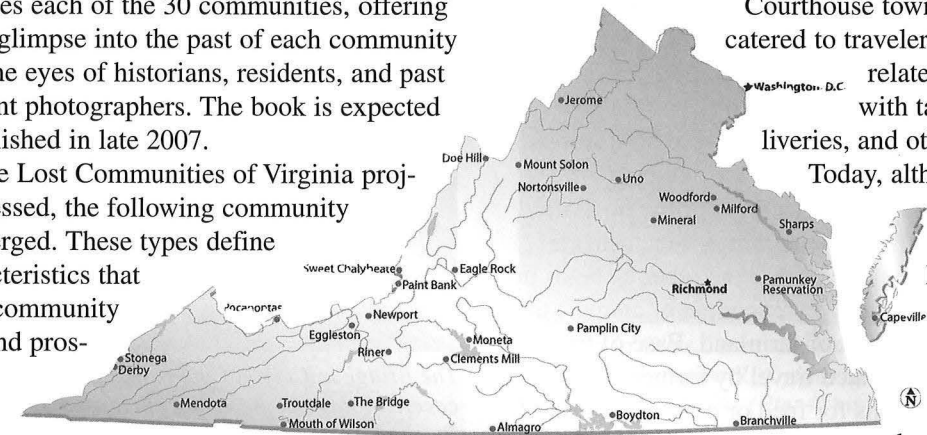 es each of the 30 communities, offering
glimpse into the past of each community
ne eyes of historians, residents, and past
nt photographers. The book is expected
lished in late 2007.
e Lost Communities of Virginia proj-
essed, the following community
erged. These types define
cteristics that
community
nd pros-
Courthouse tow
catered to traveler
relate
with ta
liveries, and ot
Today, alth
Washington D.C.
Jerome
Doe Hill
Mount Solon
Nortonsville
Uno
Woodford
Milford
Mineral
Sharps
Sweet Chalybeate
Eagle Rock
Paint Bank
Richmond
Pamunkey
Reservation
Pocahontas
Newport
Capeville
Eggleston
Pamplin City
Riner
Moneta
Clements Mill
Stonega
Derby
Mendota
Troutdale
The Bridge
Mouth of Wilson
Almagro
Boydton
Branchville
N